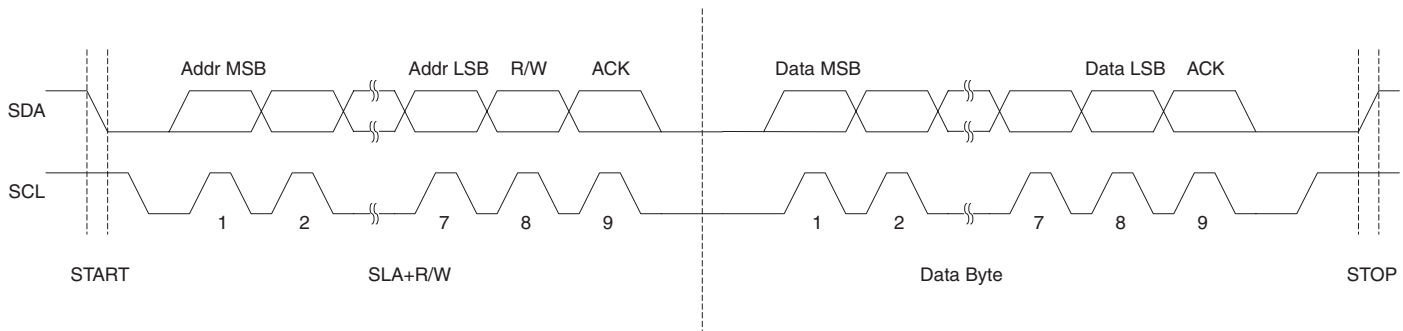 Addr MSB Addr LSB R/W ACK Data MSB Data LSB ACK
SDA
SCL
1 2 7 8 9 1 2 7 8 9
START SLA+R/W Data Byte STOP